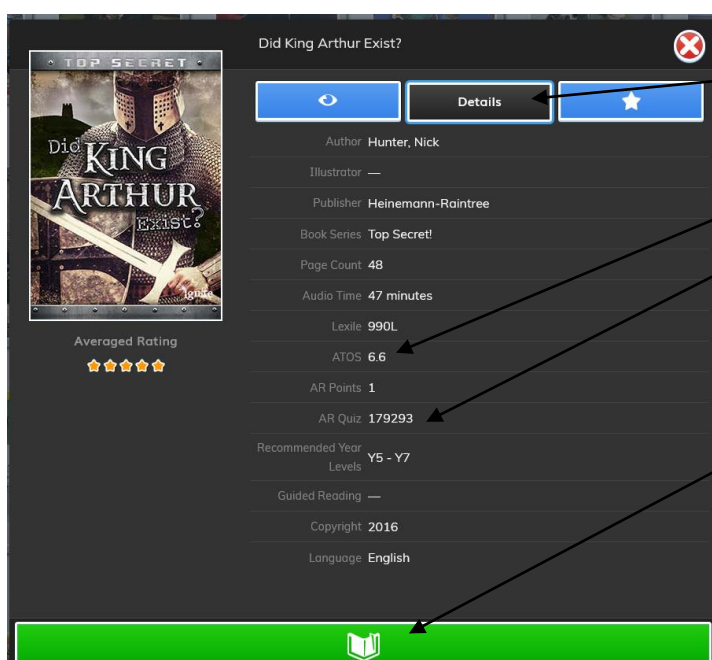 Did King Arthur Exist?
TOP SECRET
Did
KING
ARTHUR
Exist?
Ignite
Averaged Rating
Details
Author Hunter, Nick
Illustrator —
Publisher Heinemann-Raintree
Book Series Top Secret!
Page Count 48
Audio Time 47 minutes
Lexile 990L
ATOS 6.6
AR Points 1
AR Quiz 179293
Recommended Year
Levels Y5 - Y7
Guided Reading —
Copyright 2016
Language English